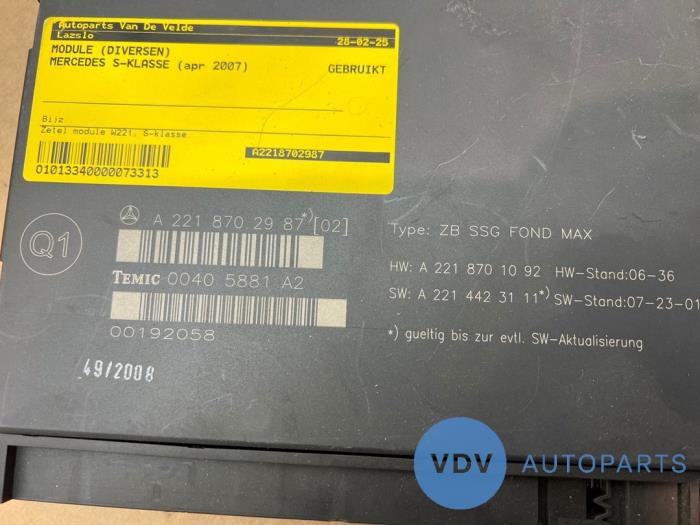 Autoparts Van De Velde
Lazslo
28-02-25
MODULE (DIVERSEN)
MERCEDES S-KLASSE (apr 2007)
GEBRUIKT
Bijz
Zetel module W221, S-klasse
A2218702987
01013340000073313
Q1
A 221 870 29 87*)[02]
TEMIC 0040 5881 A2
00192058
49/2008
Type: ZB SSG FOND MAX
HW: A 221 870 10 92 HW-Stand:06-36
SW: A 221 442 31 11*) SW-Stand:07-23-01
*) gueltig bis zur evtl. SW-Aktualisierung
VDV AUTOPARTS